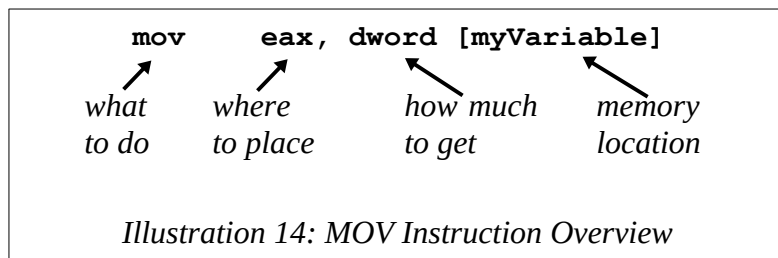 mov eax, dword [myVariable]
what where how much memory
to do to place to get location
Illustration 14: MOV Instruction Overview